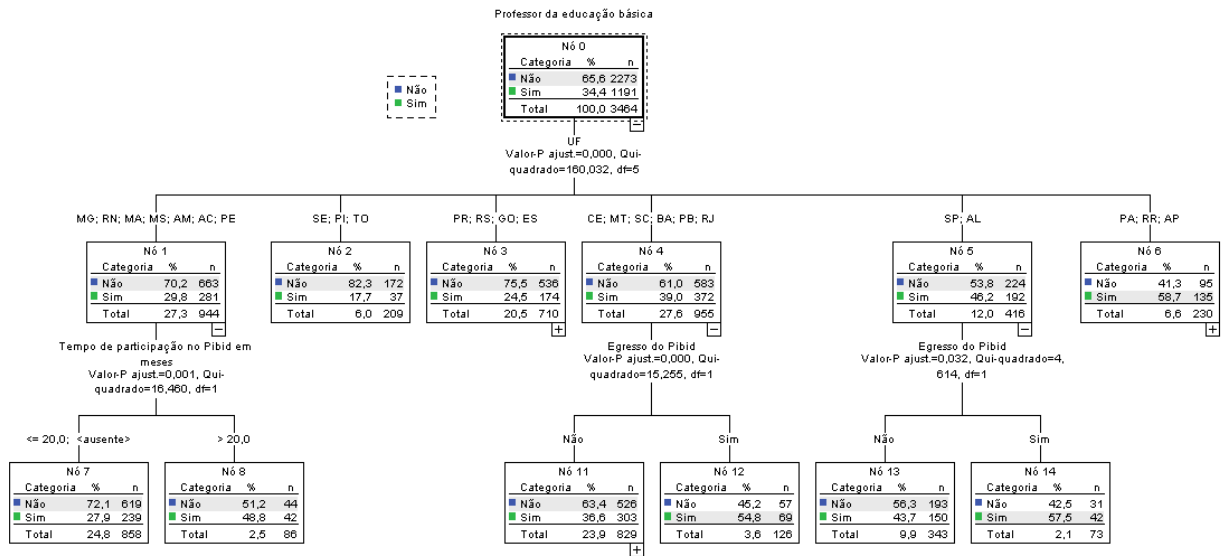 Professor da educação básica
Nó 0
Categoria % n
Não 65,6 2273
Sim 34,4 1191
Total 100,0 3464
Não
Sim
UF
Valor-P ajust.=0,000, Qui-
quadrado=160,032, df=5
MG; RN; MA; MS; AM; AC; PE
SE; PI; TO
PR; RS; GO; ES
CE; MT; SC; BA; PB; RJ
SP; AL
PA; RR; AP
Nó 1
Categoria % n
Não 70,2 663
Sim 29,8 281
Total 27,3 944
Nó 2
Categoria % n
Não 82,3 172
Sim 17,7 37
Total 6,0 209
Nó 3
Categoria % n
Não 75,5 536
Sim 24,5 174
Total 20,5 710
Nó 4
Categoria % n
Não 61,0 583
Sim 39,0 372
Total 27,6 955
Nó 5
Categoria % n
Não 53,8 224
Sim 46,2 192
Total 12,0 416
Nó 6
Categoria % n
Não 41,3 95
Sim 58,7 135
Total 6,6 230
Tempo de participação no Pibid em
meses
Valor-P ajust.=0,001, Qui-
quadrado=16,460, df=1
Egresso do Pibid
Valor-P ajust.=0,000, Qui-
quadrado=15,255, df=1
Egresso do Pibid
Valor-P ajust.=0,032, Qui-quadrado=4,
614, df=1
<= 20,0; <ausente>
> 20,0
Não
Sim
Não
Sim
Nó 7
Categoria % n
Não 72,1 619
Sim 27,9 239
Total 24,8 858
Nó 8
Categoria % n
Não 51,2 44
Sim 48,8 42
Total 2,5 86
Nó 11
Categoria % n
Não 63,4 526
Sim 36,6 303
Total 23,9 829
Nó 12
Categoria % n
Não 45,2 57
Sim 54,8 69
Total 3,6 126
Nó 13
Categoria % n
Não 56,3 193
Sim 43,7 150
Total 9,9 343
Nó 14
Categoria % n
Não 42,5 31
Sim 57,5 42
Total 2,1 73